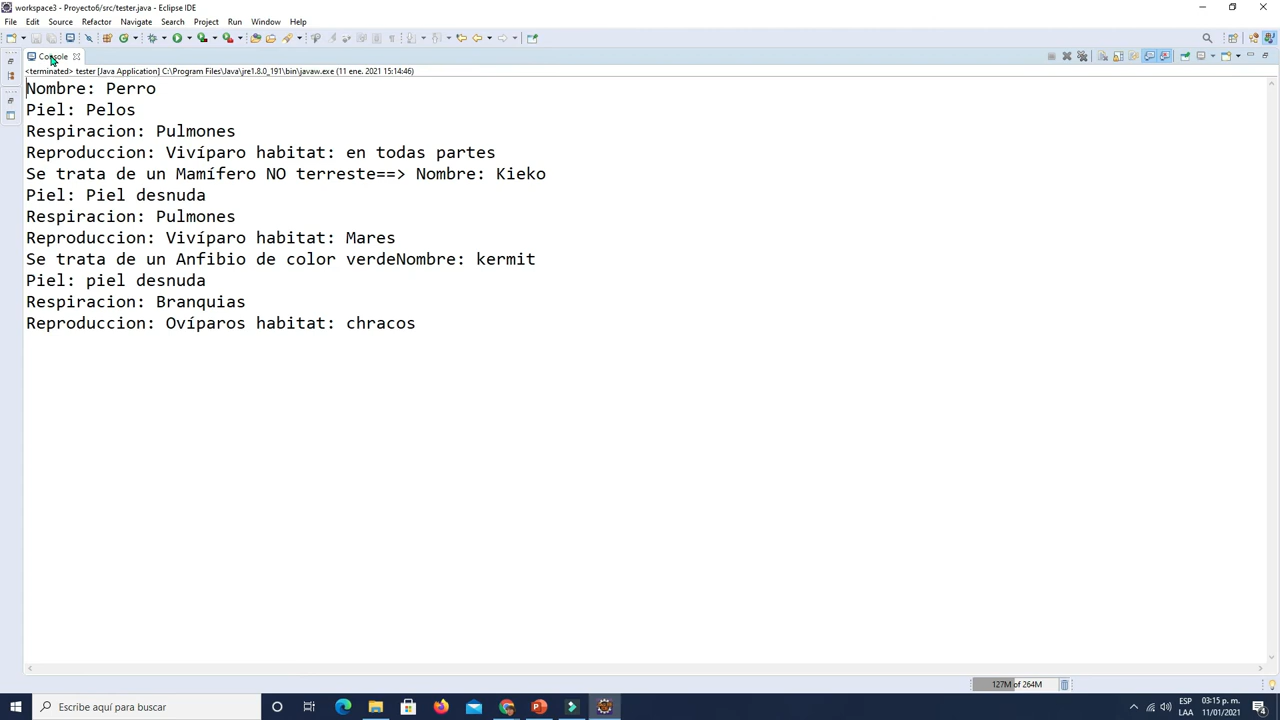 workspace3 - Proyecto6/src/tester.java - Eclipse IDE
File Edit Source Refactor Navigate Search Project Run Window Help
Console
<terminated> tester [Java Application] C:\Program Files\Java\jre1.8.0_191\bin\javaw.exe (11 ene. 2021 15:14:46)
Nombre: Perro
Piel: Pelos
Respiracion: Pulmones
Reproduccion: Vivíparo habitat: en todas partes
Se trata de un Mamífero NO terreste==> Nombre: Kieko
Piel: Piel desnuda
Respiracion: Pulmones
Reproduccion: Vivíparo habitat: Mares
Se trata de un Anfibio de color verdeNombre: kermit
Piel: piel desnuda
Respiracion: Branquias
Reproduccion: Ovíparos habitat: chracos
127M of 264M
Escribe aquí para buscar
ESP
LAA
03:15 p. m.
11/01/2021
4